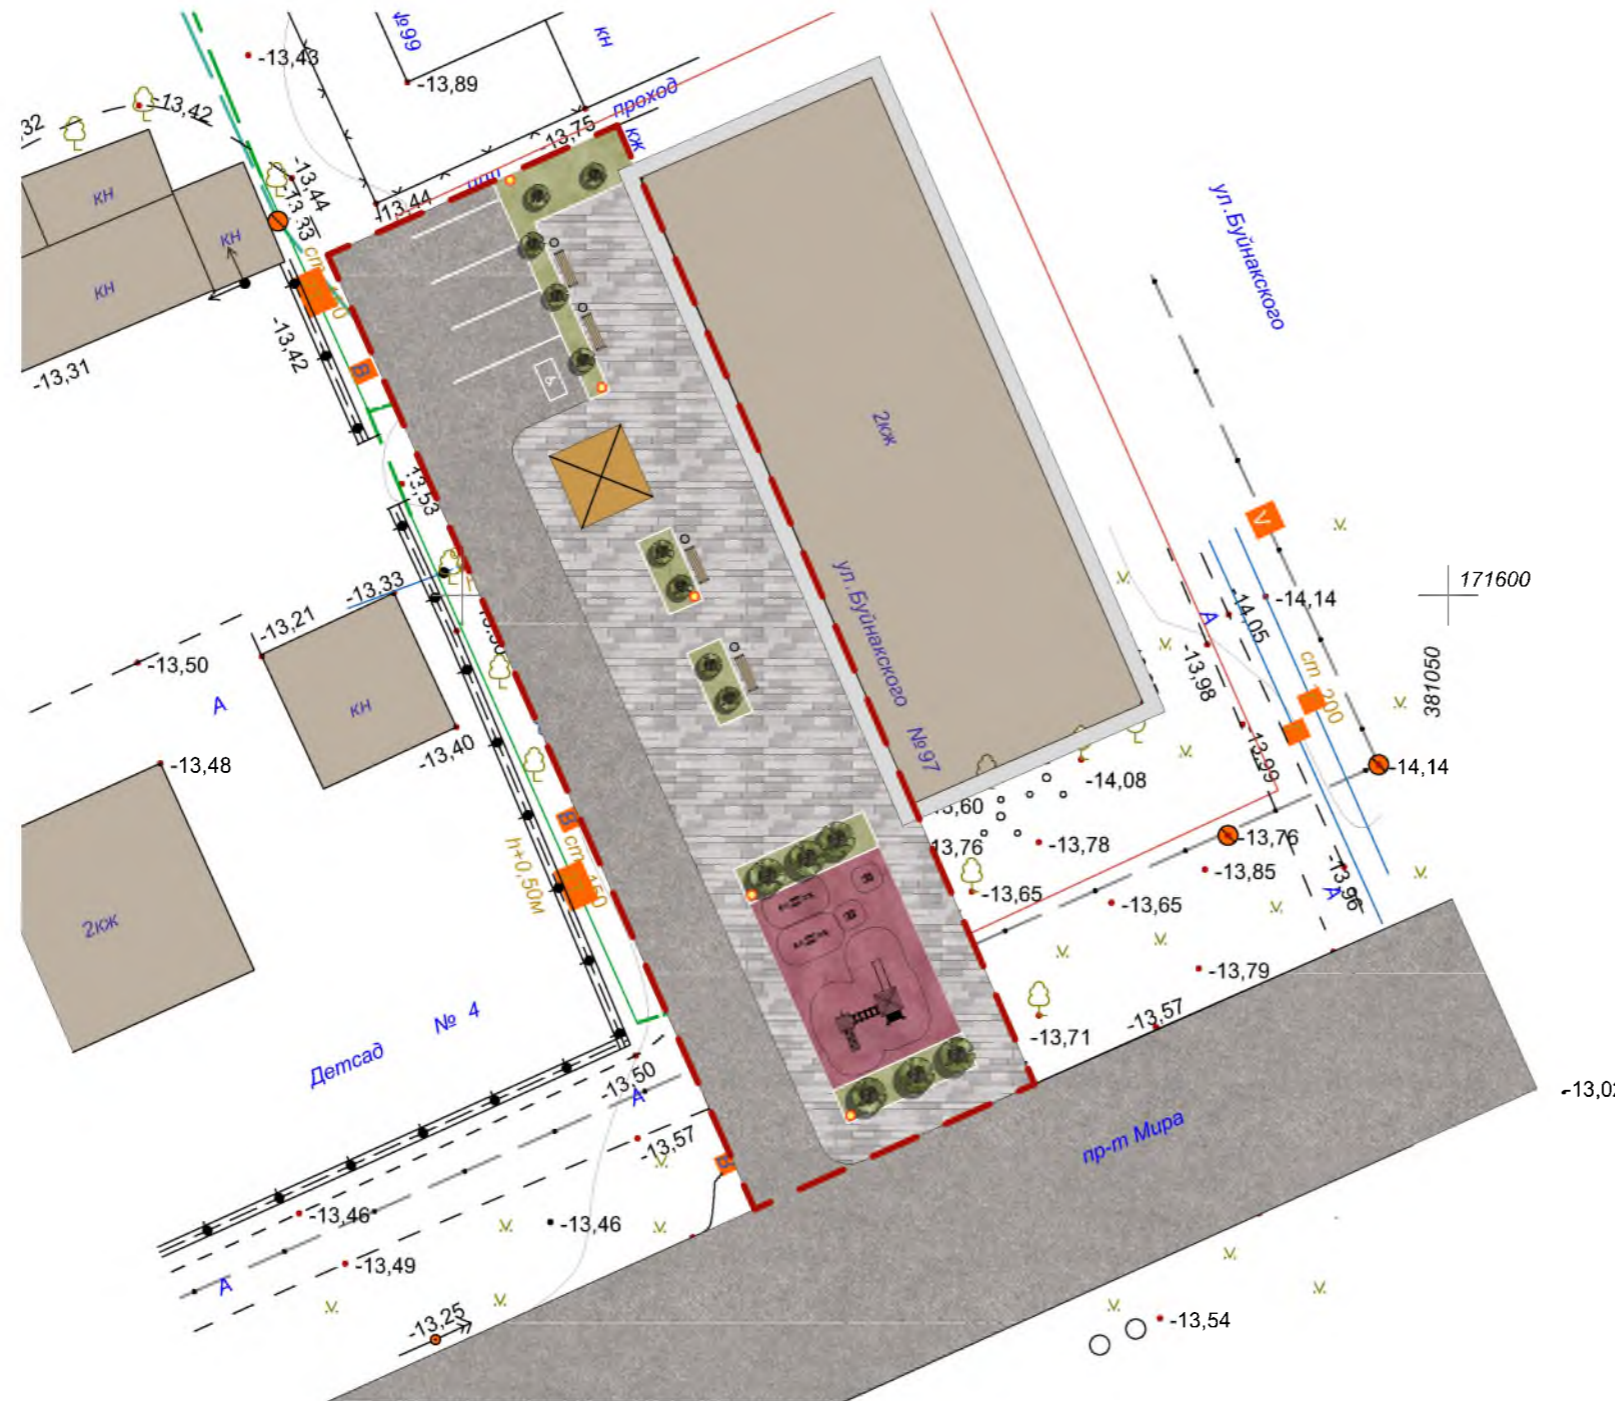 №99
кн
-13,43
-13,89
проход
кж
-13,75
-13,42
32
-13,44
-13,33
-13,44
кн
кн
кн
ул.Буйнакского
-13,42
-13,31
В
2кж
13,53
V
-13,33
171600
-14,14
-14,05
А
-13,21
-13,50
А
кн
ул.Буйнакского №97
-13,98
ст 200
381050
-13,40
-13,48
-14,14
13,99
-14,08
13,60
13,76
-13,78
-13,76
-13,85
В
ст 150
h+0,50м
-13,65
-13,65
-13,96
А
2кж
-13,79
-13,57
-13,71
Детсад № 4
-13,50
А
-13,02
пр-т Мира
-13,57
В
-13,46
-13,46
-13,49
А
-13,25
-13,54